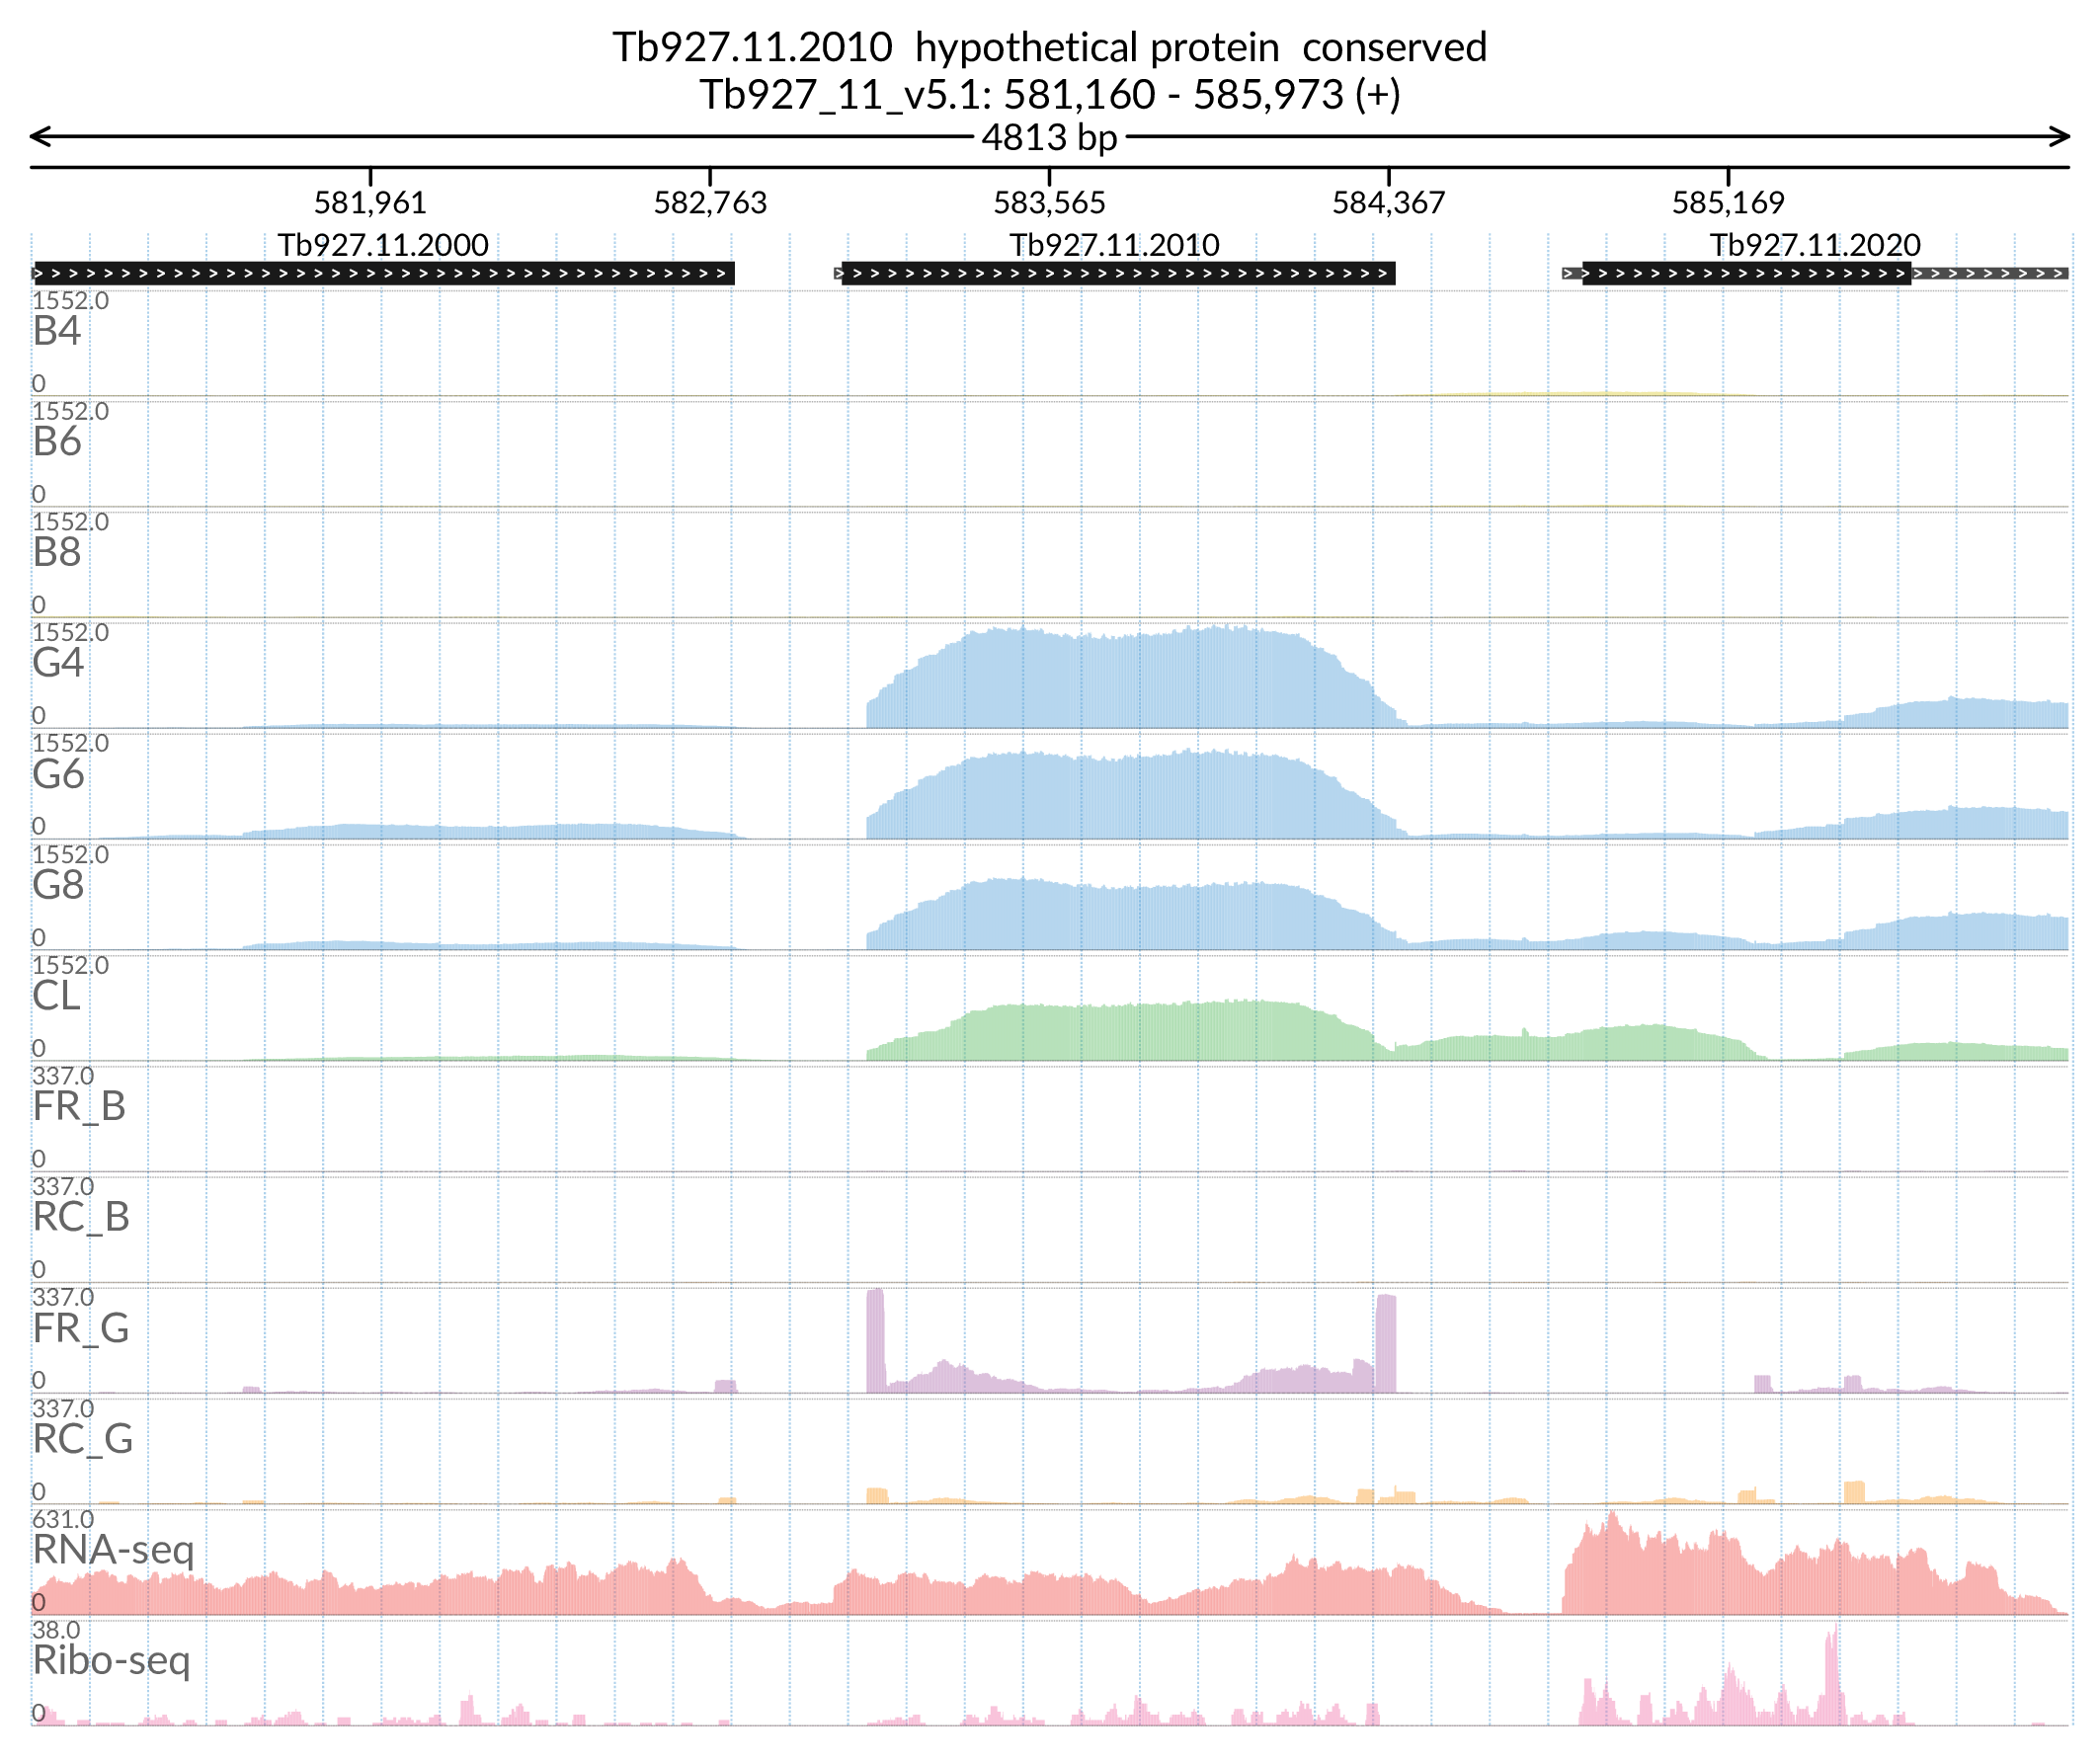 Tb927.11.2010  hypothetical protein  conserved
Tb927_11_v5.1: 581,160 - 585,973 (+)
4813 bp
581,961 582,763 583,565 584,367 585,169
Tb927.11.2000 Tb927.11.2010 Tb927.11.2020
1552.0
B4
0
1552.0
B6
0
1552.0
B8
0
1552.0
G4
0
1552.0
G6
0
1552.0
G8
0
1552.0
CL
0
337.0
FR_B
0
337.0
RC_B
0
337.0
FR_G
0
337.0
RC_G
0
631.0
RNA-seq
0
38.0
Ribo-seq
0